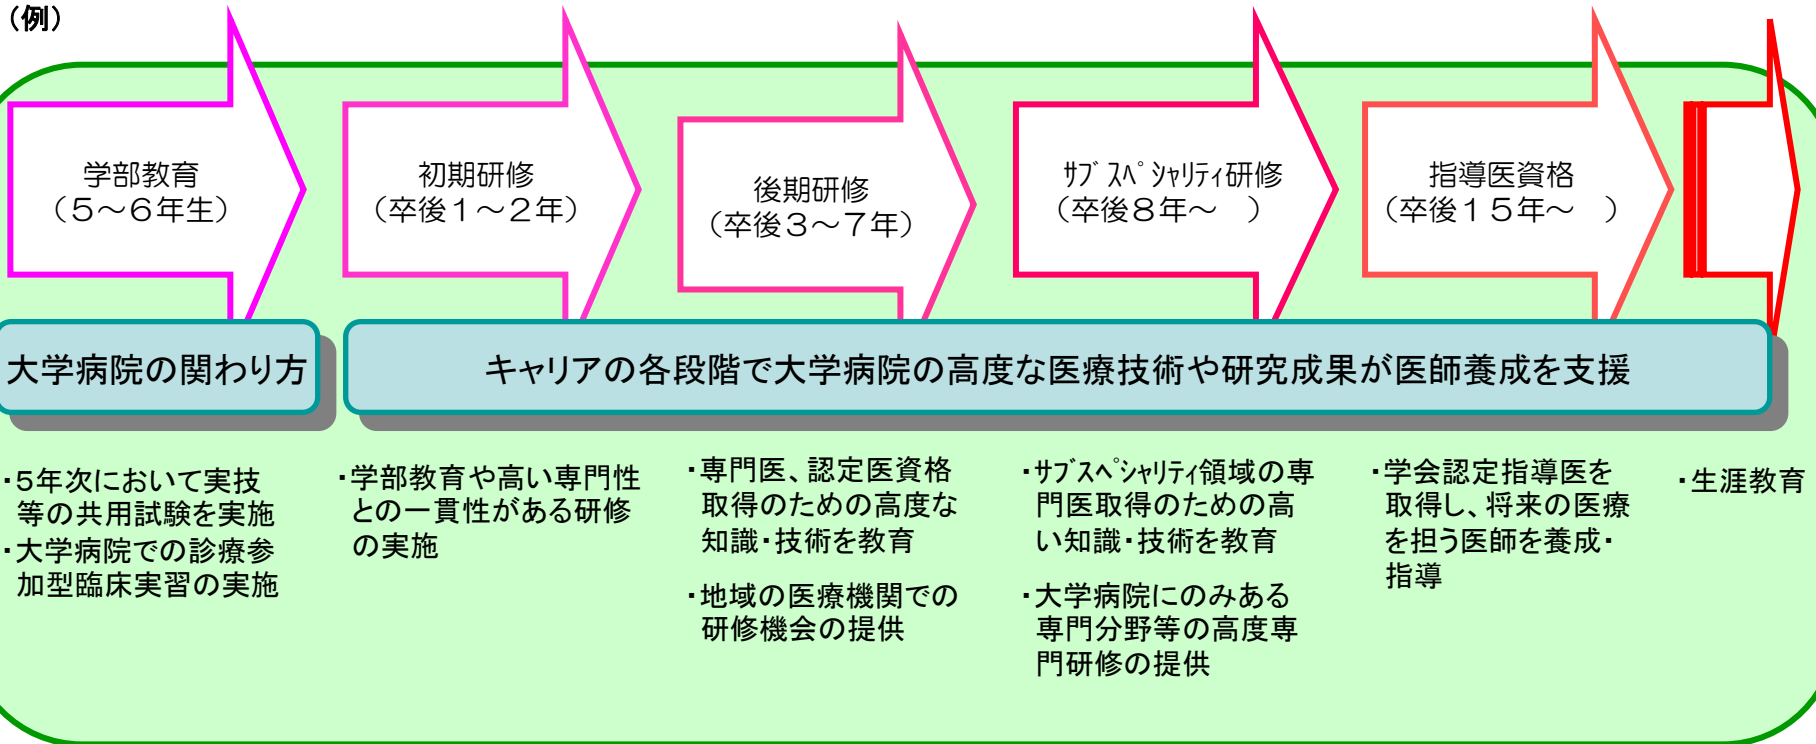 （例）
学部教育
（５～６年生）
初期研修
（卒後１～２年）
後期研修
（卒後３～７年）
ｻﾌﾞｽﾍﾟｼｬﾘﾃｨ研修
（卒後８年～　）
指導医資格
（卒後１５年～　）
大学病院の関わり方
キャリアの各段階で大学病院の高度な医療技術や研究成果が医師養成を支援
・５年次において実技
等の共用試験を実施
・大学病院での診療参
加型臨床実習の実施
・学部教育や高い専門性
との一貫性がある研修
の実施
・専門医、認定医資格
取得のための高度な
知識・技術を教育
・地域の医療機関での
研修機会の提供
・ｻﾌﾞｽﾍﾟｼｬﾘﾃｨ領域の専
門医取得のための高
い知識・技術を教育
・大学病院にのみある
専門分野等の高度専
門研修の提供
・学会認定指導医を
取得し、将来の医療
を担う医師を養成・
指導
・生涯教育